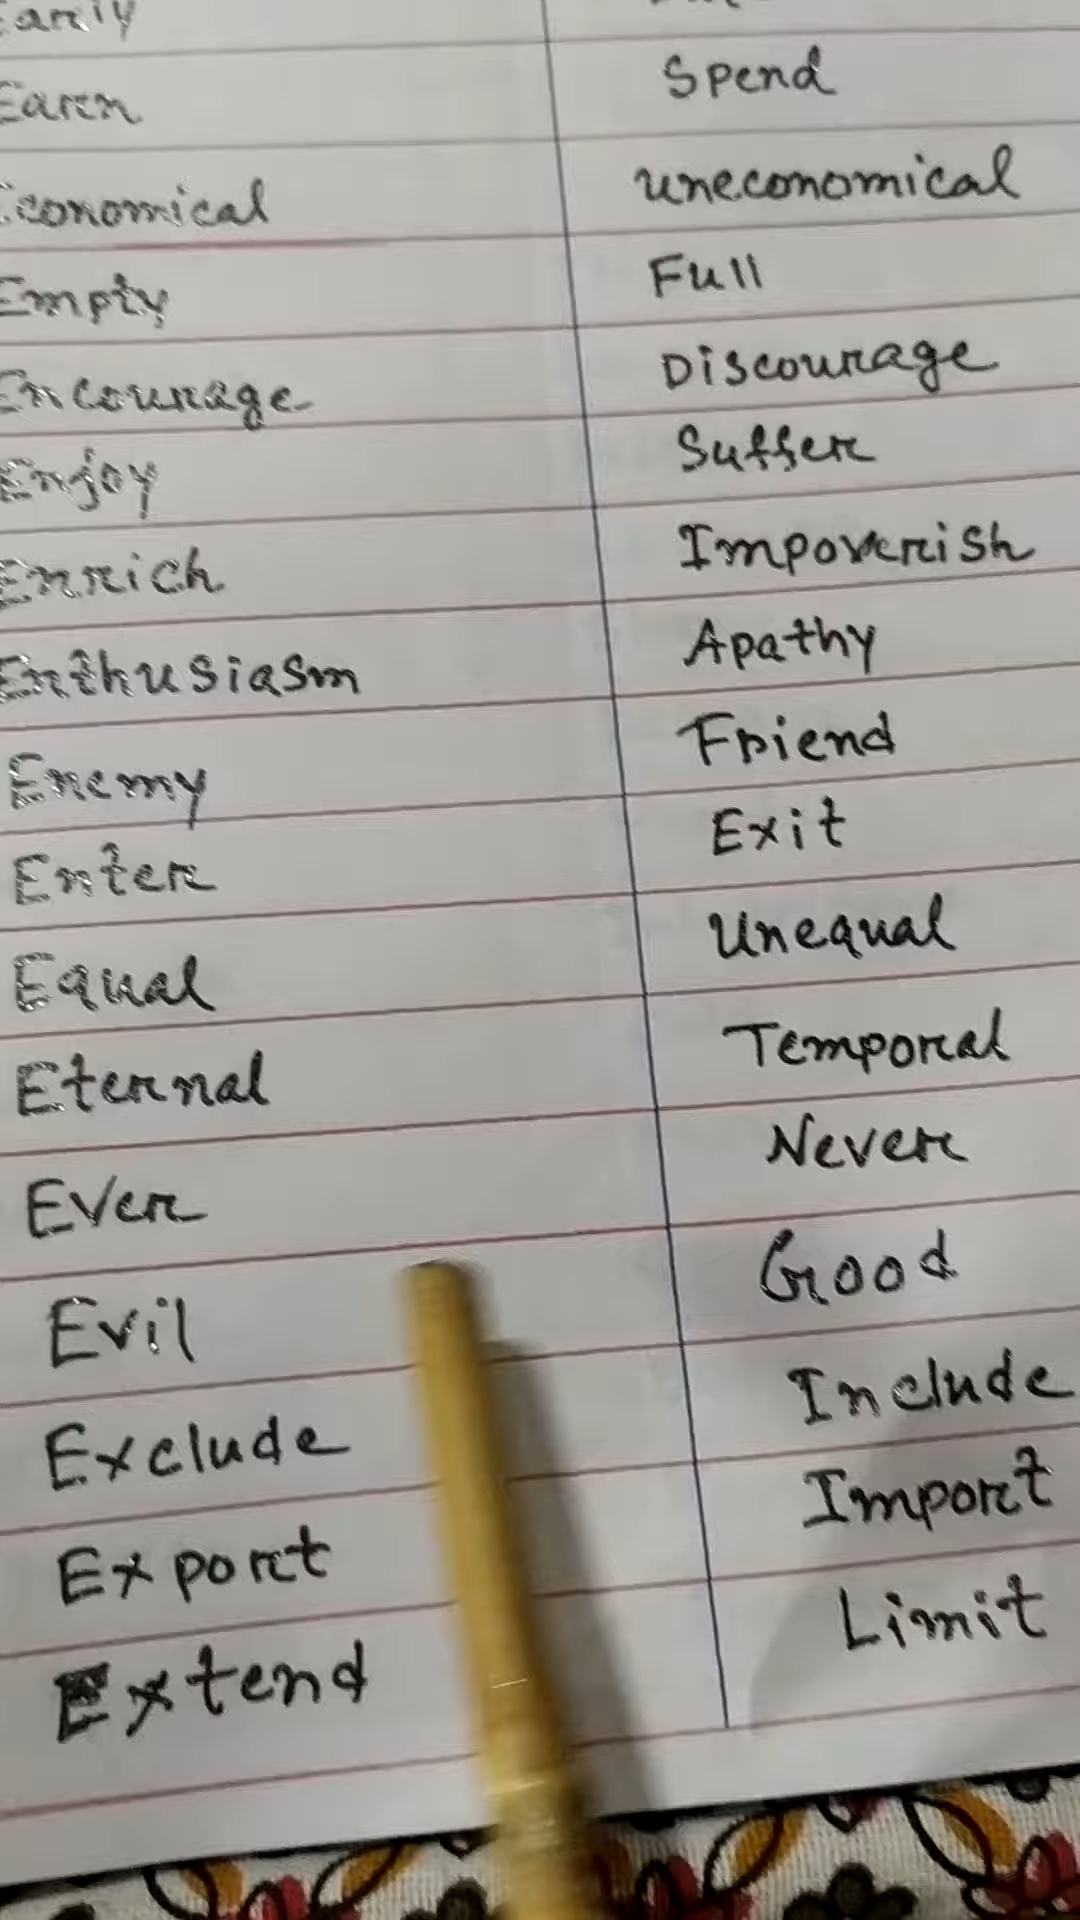 Early
Earn Spend
Economical uneconomical
Empty Full
Encourage Discourage
Enjoy Suffer
Enrich Impoverish
Enthusiasm Apathy
Enemy Friend
Enter Exit
Equal Unequal
Eternal Temporal
Ever Never
Evil Good
Exclude Include
Export Import
Extend Limit